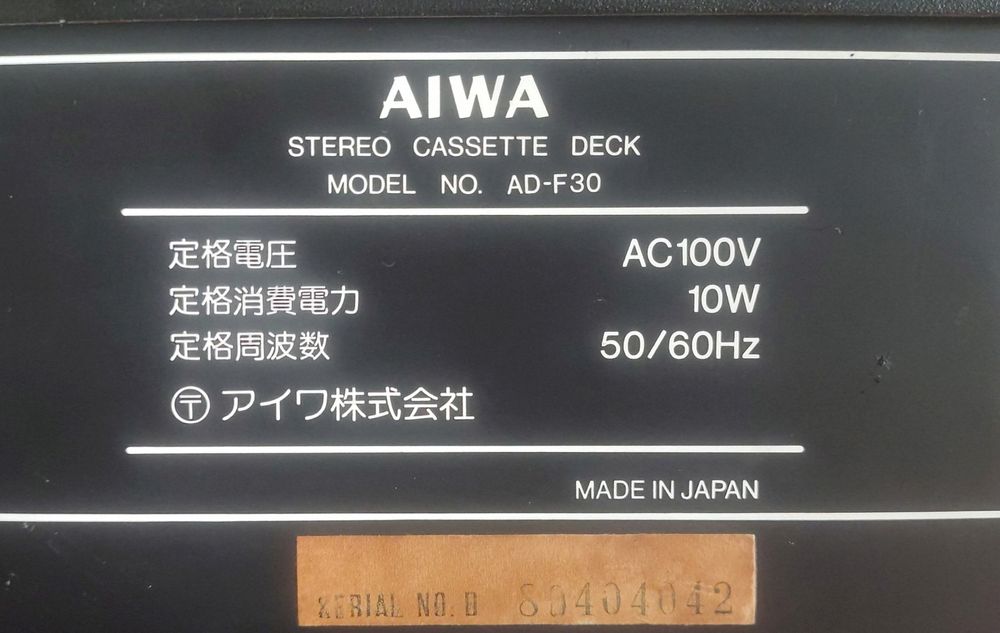 AIWA
STEREO CASSETTE DECK
MODEL NO. AD-F30
定格電圧 AC100V
定格消費電力 10W
定格周波数 50/60Hz
〶 アイワ株式会社
MADE IN JAPAN
SERIAL NO. D 80404042